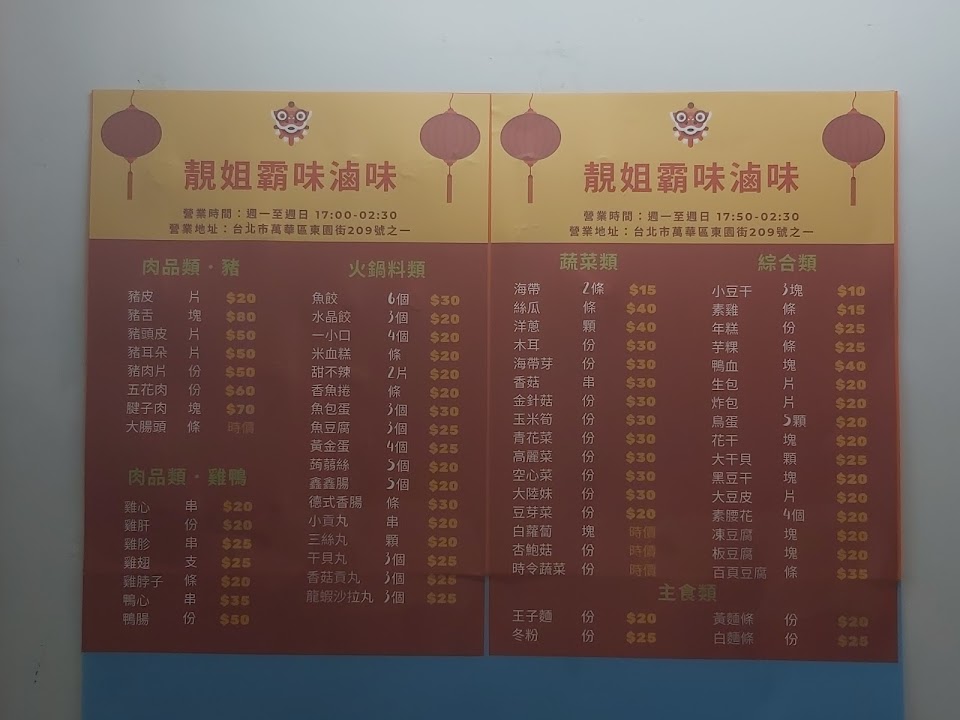 靚姐霸味滷味
營業時間：週一至週日 17:00-02:30
營業地址：台北市萬華區東園街209號之一
肉品類·豬
豬皮 片 $20
豬舌 塊 $80
豬頭皮 片 $50
豬耳朵 片 $50
豬肉片 份 $50
五花肉 份 $60
腱子肉 塊 $70
大腸頭 條 時價
肉品類·雞鴨
雞心 串 $20
雞肝 份 $20
雞胗 串 $25
雞翅 支 $25
雞脖子 條 $20
鴨心 串 $35
鴨腸 份 $50
火鍋料類
魚餃 6個 $30
水晶餃 3個 $20
一小口 4個 $20
米血糕 條 $20
甜不辣 2片 $20
香魚捲 條 $20
魚包蛋 3個 $30
魚豆腐 3個 $25
黃金蛋 4個 $25
蒟蒻絲 5個 $20
鑫鑫腸 5個 $20
德式香腸 條 $30
小貢丸 串 $20
三絲丸 顆 $20
干貝丸 3個 $25
香菇貢丸 3個 $25
龍蝦沙拉丸 3個 $25
靚姐霸味滷味
營業時間：週一至週日 17:50-02:30
營業地址：台北市萬華區東園街209號之一
蔬菜類
海帶 2條 $15
絲瓜 條 $40
洋蔥 顆 $40
木耳 份 $30
海帶芽 份 $30
香菇 串 $30
金針菇 份 $30
玉米筍 份 $30
青花菜 份 $30
高麗菜 份 $30
空心菜 份 $30
大陸妹 份 $30
豆芽菜 份 $20
白蘿蔔 塊 時價
杏鮑菇 份 時價
時令蔬菜 份 時價
綜合類
小豆干 3塊 $10
素雞 條 $15
年糕 份 $25
芋粿 條 $25
鴨血 塊 $40
生包 片 $20
炸包 片 $20
鳥蛋 5顆 $20
花干 塊 $20
大干貝 顆 $25
黑豆干 塊 $20
大豆皮 片 $20
素腰花 4個 $20
凍豆腐 塊 $20
板豆腐 塊 $20
百頁豆腐 條 $35
主食類
王子麵 份 $20
冬粉 份 $25
黃麵條 份 $20
白麵條 份 $25